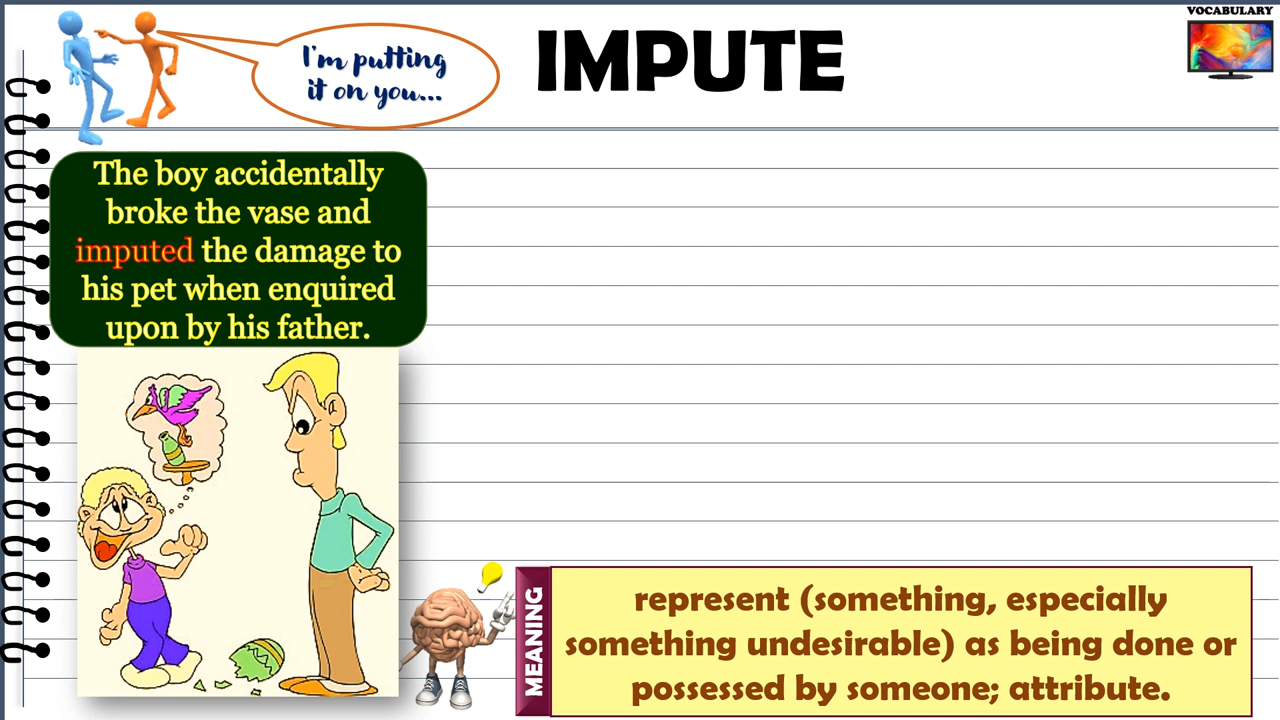 VOCABULARY
I'm putting
it on you...
IMPUTE
The boy accidentally
broke the vase and
imputed the damage to
his pet when enquired
upon by his father.
MEANING
represent (something, especially
something undesirable) as being done or
possessed by someone; attribute.